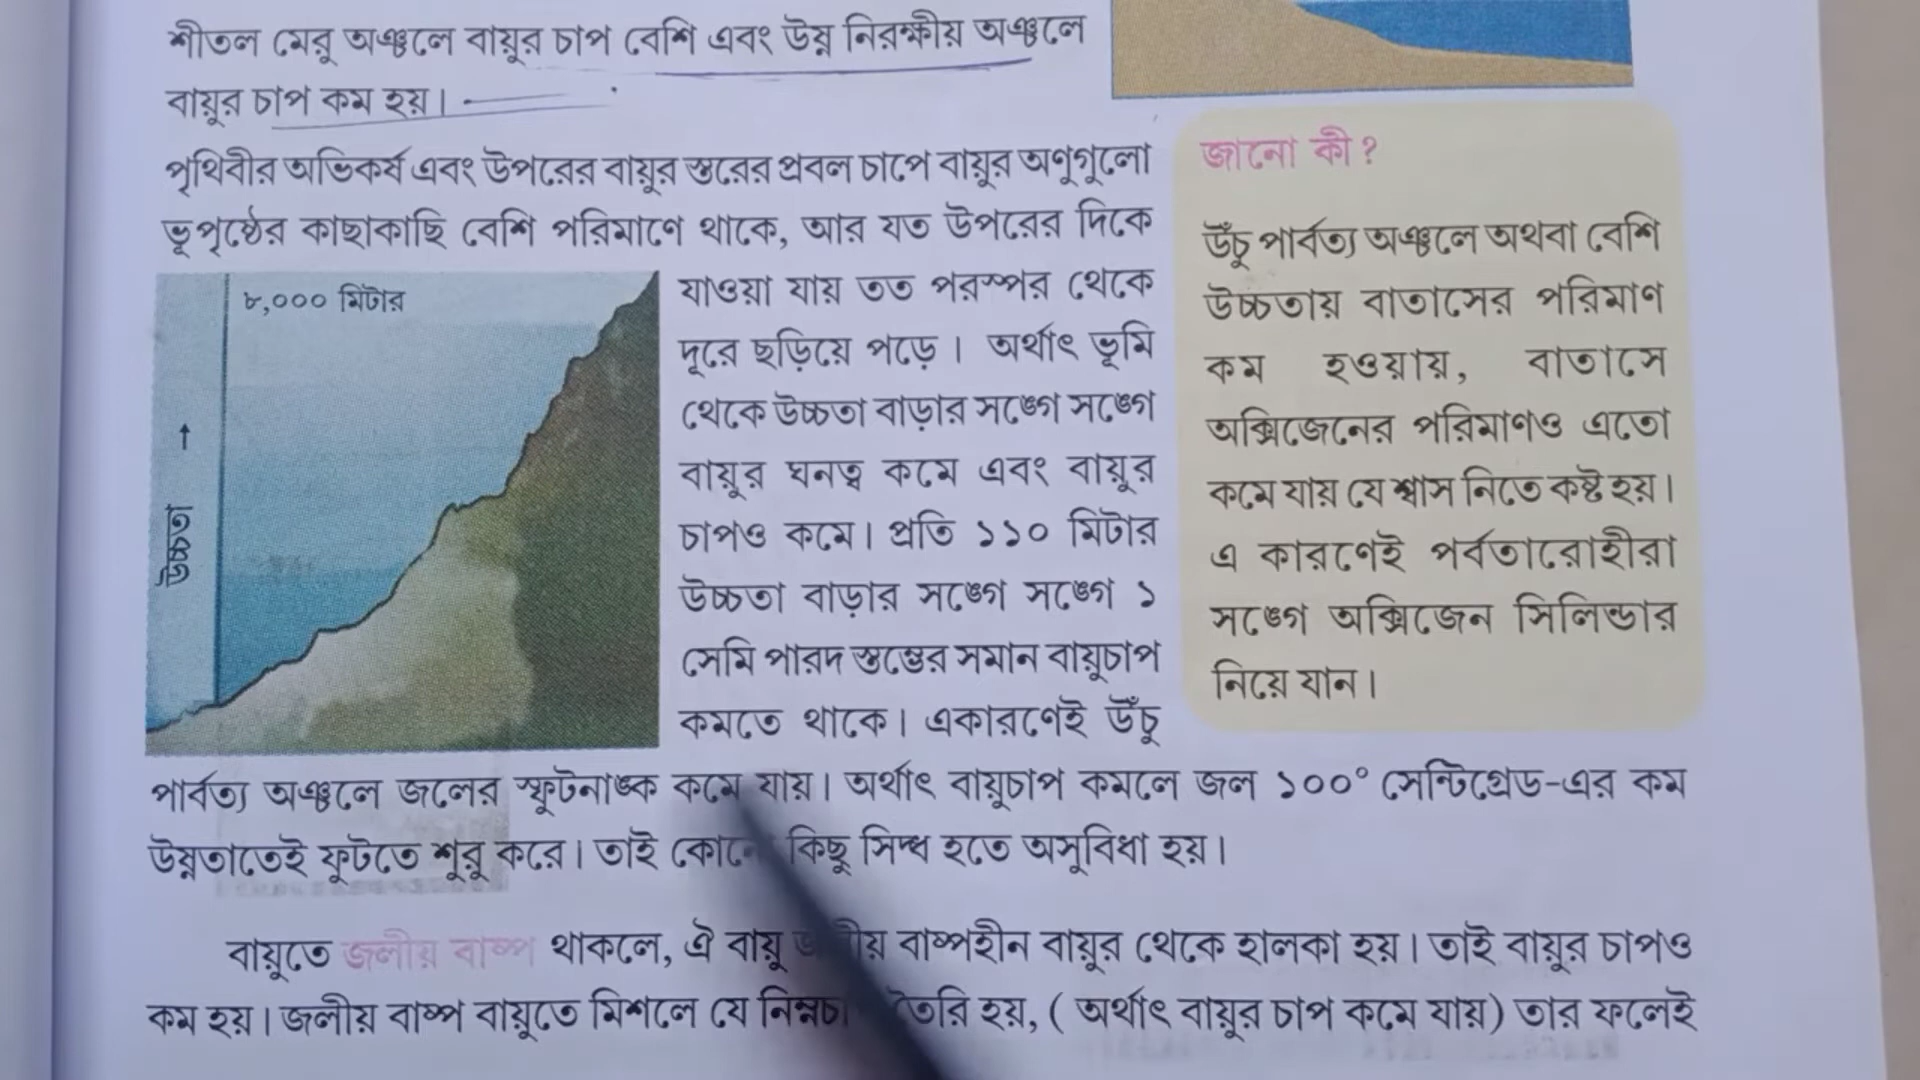 শীতল মেরু অঞ্চলে বায়ুর চাপ বেশি এবং উষ্ণ নিরক্ষীয় অঞ্চলে
বায়ুর চাপ কম হয়।
পৃথিবীর অভিকর্ষ এবং উপরের বায়ুর স্তরের প্রবল চাপে বায়ুর অণুগুলো
ভূপৃষ্ঠের কাছাকাছি বেশি পরিমাণে থাকে, আর যত উপরের দিকে
যাওয়া যায় তত পরস্পর থেকে
দূরে ছড়িয়ে পড়ে। অর্থাৎ ভূমি
থেকে উচ্চতা বাড়ার সঙ্গে সঙ্গে
বায়ুর ঘনত্ব কমে এবং বায়ুর
চাপও কমে। প্রতি ১১০ মিটার
উচ্চতা বাড়ার সঙ্গে সঙ্গে ১
সেমি পারদ স্তম্ভের সমান বায়ুচাপ
কমতে থাকে। একারণেই উঁচু
পার্বত্য অঞ্চলে জলের স্ফুটনাঙ্ক কমে যায়। অর্থাৎ বায়ুচাপ কমলে জল ১০০° সেন্টিগ্রেড-এর কম
উষ্ণতাতেই ফুটতে শুরু করে। তাই কিছু সিদ্ধ হতে অসুবিধা হয়।
বায়ুতে জলীয় বাষ্প থাকলে, ঐ বায়ু বাষ্পহীন বায়ুর থেকে হালকা হয়। তাই বায়ুর চাপও
কম হয়। জলীয় বাষ্প বায়ুতে মিশলে যে তৈরি হয়, ( অর্থাৎ বায়ুর চাপ কমে যায়) তার ফলেই
৮,০০০ মিটার
উচ্চতা →
জানো কী ?
উঁচু পার্বত্য অঞ্চলে অথবা বেশি
উচ্চতায় বাতাসের পরিমাণ
কম হওয়ায়, বাতাসে
অক্সিজেনের পরিমাণও এতো
কমে যায় যে শ্বাস নিতে কষ্ট হয়।
এ কারণেই পর্বতারোহীরা
সঙ্গে অক্সিজেন সিলিন্ডার
নিয়ে যান।